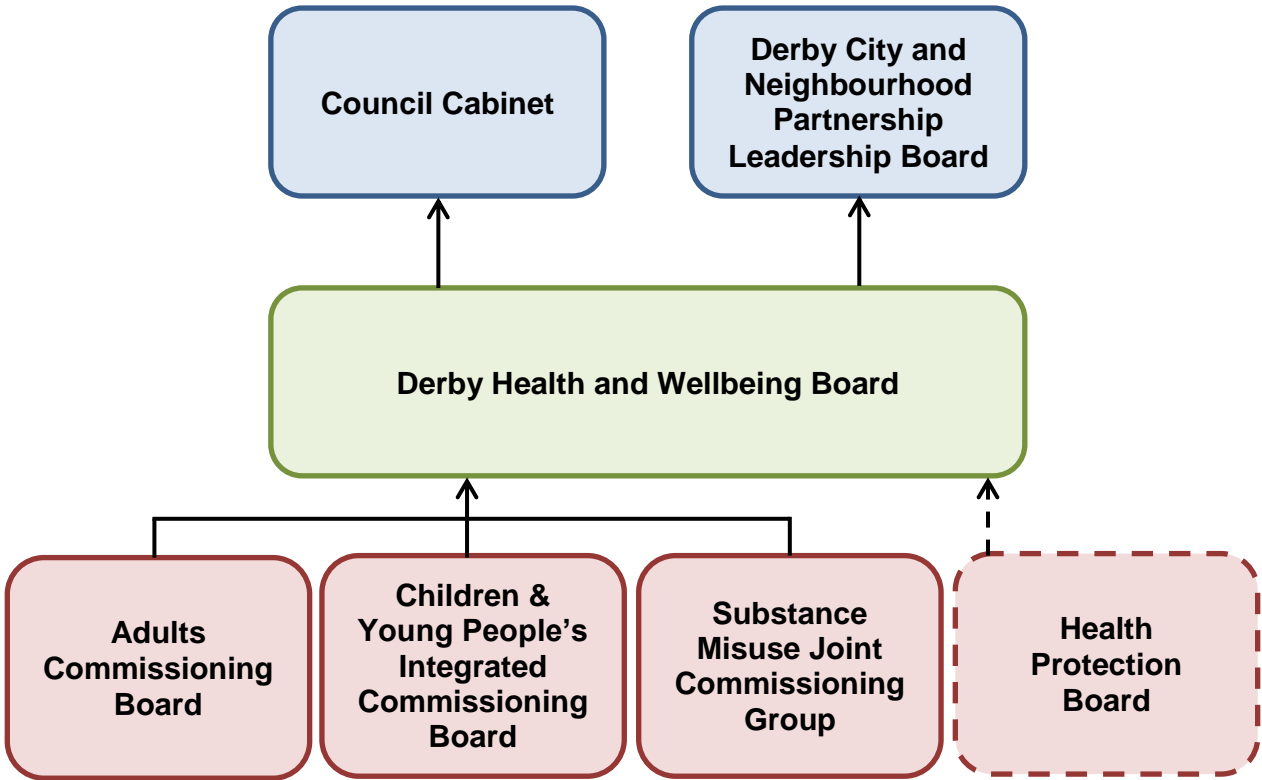 Council Cabinet
Derby City and
Neighbourhood
Partnership
Leadership Board
Derby Health and Wellbeing Board
Adults
Commissioning
Board
Children &
Young People’s
Integrated
Commissioning
Board
Substance
Misuse Joint
Commissioning
Group
Health
Protection
Board